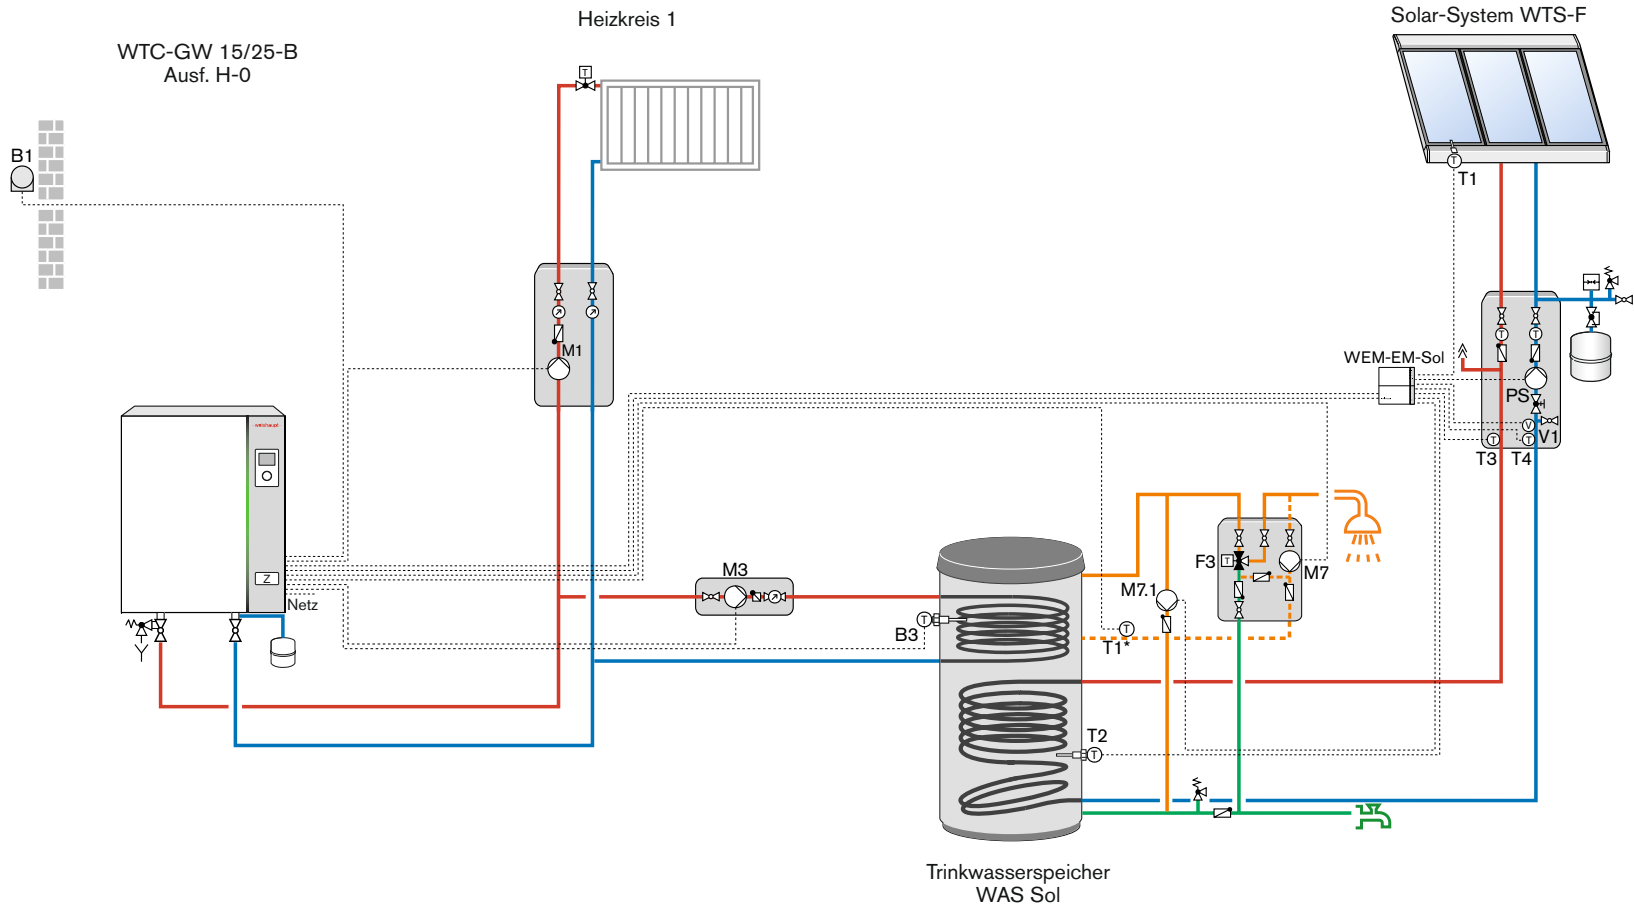 Heizkreis 1
Solar-System WTS-F
WTC-GW 15/25-B
Ausf. H-0
T
B1
T
T1
T T
M1
WEM-EM-Sol
PS
weishaupt
V
V1
T T
T3 T4
F3 T
M7
Z
M3
M7.1
Netz
T
B3
T
T1*
T2
T
Trinkwasserspeicher
WAS Sol